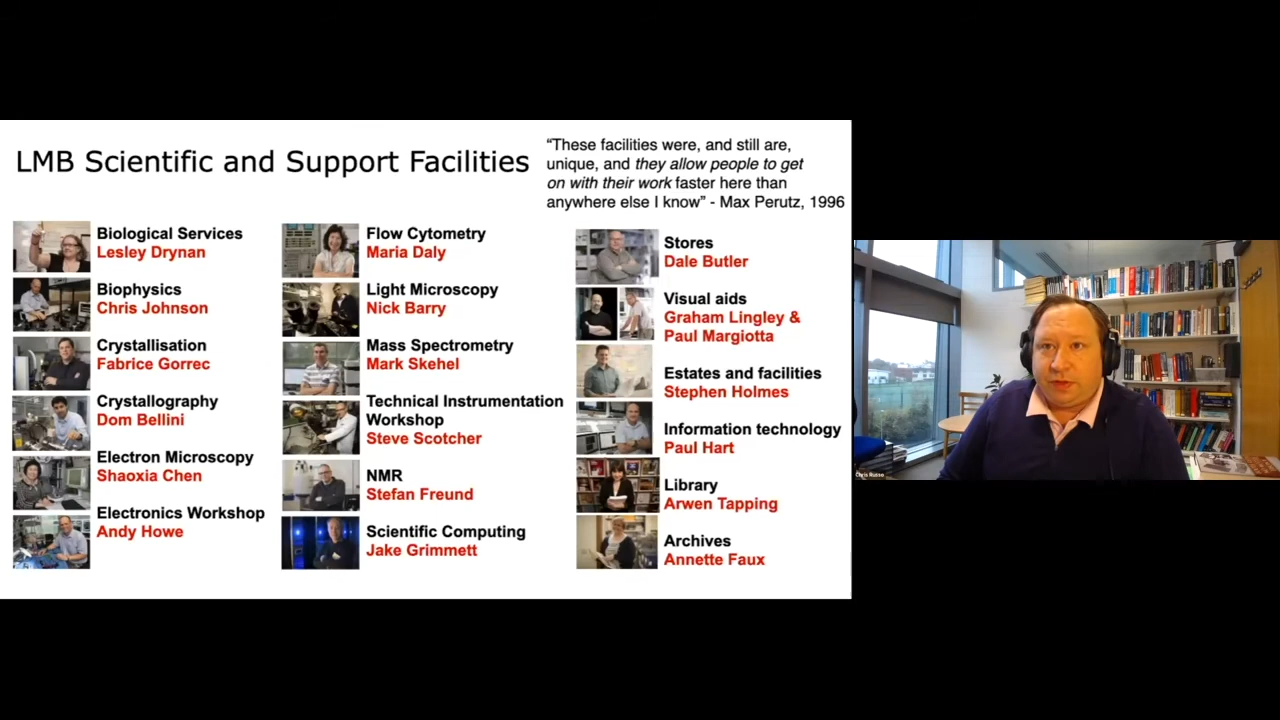 LMB Scientific and Support Facilities
“These facilities were, and still are,
unique, and they allow people to get
on with their work faster here than
anywhere else I know” - Max Perutz, 1996
Biological Services
Lesley Drynan
Biophysics
Chris Johnson
Crystallisation
Fabrice Gorrec
Crystallography
Dom Bellini
Electron Microscopy
Shaoxia Chen
Electronics Workshop
Andy Howe
Flow Cytometry
Maria Daly
Light Microscopy
Nick Barry
Mass Spectrometry
Mark Skehel
Technical Instrumentation
Workshop
Steve Scotcher
NMR
Stefan Freund
Scientific Computing
Jake Grimmett
Stores
Dale Butler
Visual aids
Graham Lingley &
Paul Margiotta
Estates and facilities
Stephen Holmes
Information technology
Paul Hart
Library
Arwen Tapping
Archives
Annette Faux
Chris Russo